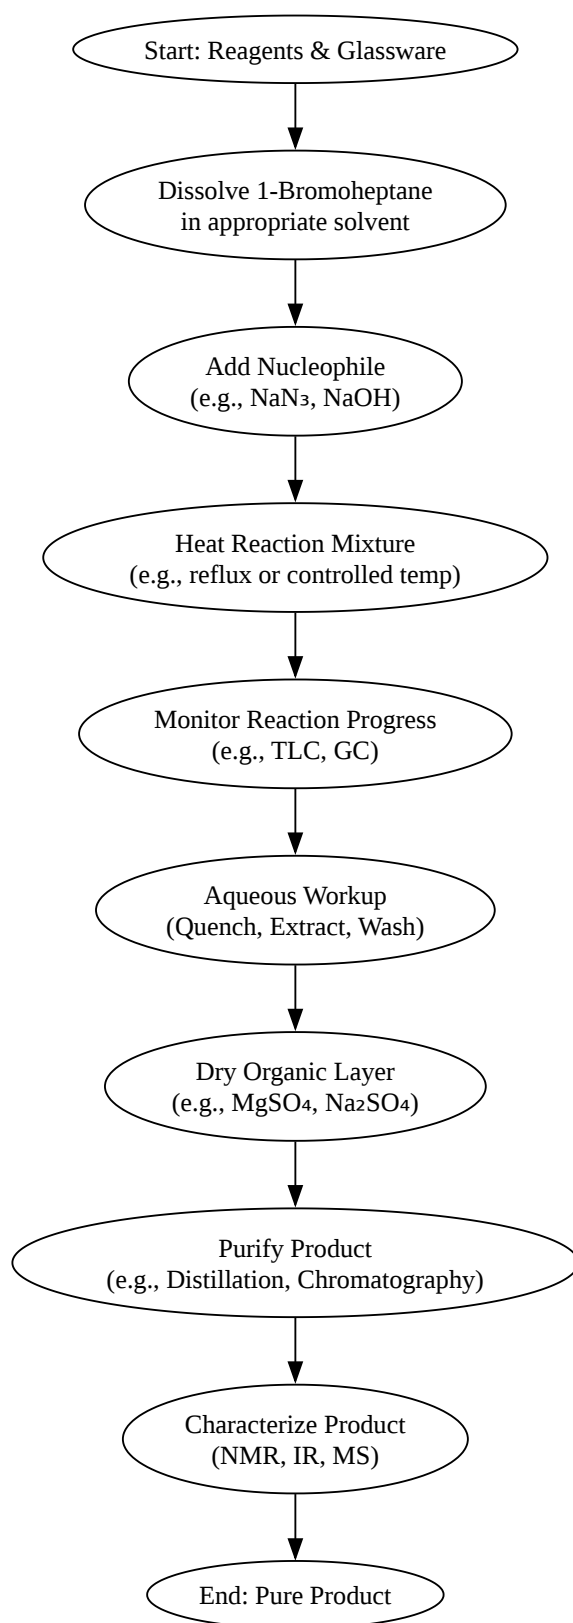 Start: Reagents & Glassware
Dissolve 1-Bromoheptane
in appropriate solvent
Add Nucleophile
(e.g., NaN₃, NaOH)
Heat Reaction Mixture
(e.g., reflux or controlled temp)
Monitor Reaction Progress
(e.g., TLC, GC)
Aqueous Workup
(Quench, Extract, Wash)
Dry Organic Layer
(e.g., MgSO₄, Na₂SO₄)
Purify Product
(e.g., Distillation, Chromatography)
Characterize Product
(NMR, IR, MS)
End: Pure Product